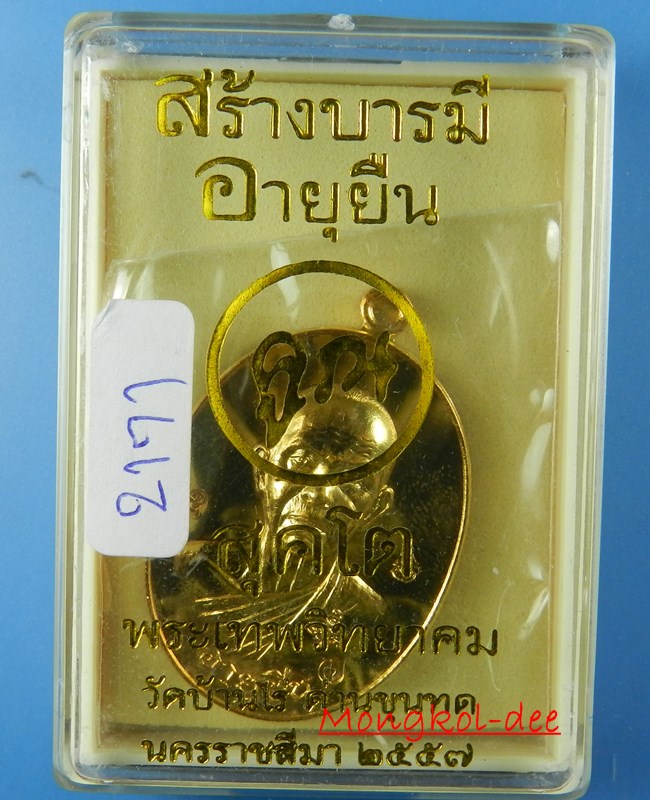 สร้างบารมี
อายุยืน
คูณ
สุคโต
พระเทพวิทยาคม
วัดบ้านไร่ ด่านขุนทด
นครราชสีมา ๒๕๕๗
Mongkol-dee